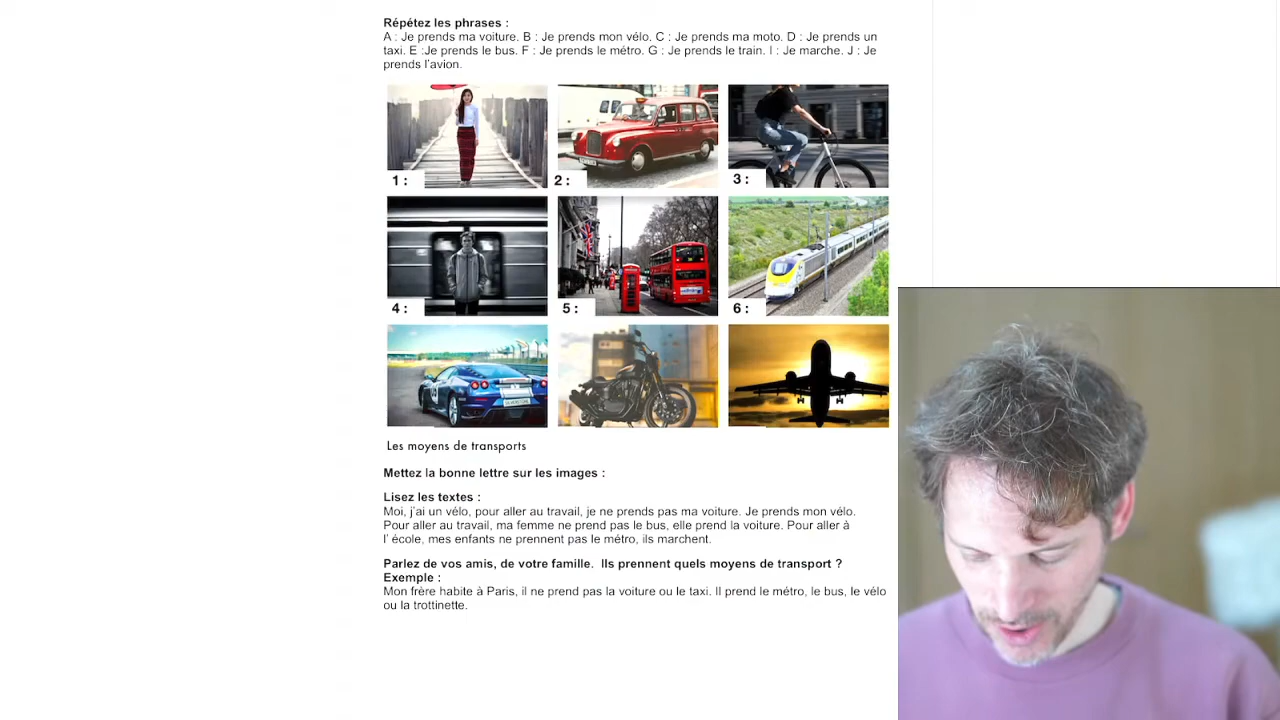 Répétez les phrases :
A : Je prends ma voiture. B : Je prends mon vélo. C : Je prends ma moto. D : Je prends un
taxi. E :Je prends le bus. F : Je prends le métro. G : Je prends le train. I : Je marche. J : Je
prends l'avion.
1 :
2 :
3 :
4 :
5 :
6 :
Les moyens de transports
Mettez la bonne lettre sur les images :
Lisez les textes :
Moi, j'ai un vélo, pour aller au travail, je ne prends pas ma voiture. Je prends mon vélo.
Pour aller au travail, ma femme ne prend pas le bus, elle prend la voiture. Pour aller à
l' école, mes enfants ne prennent pas le métro, ils marchent.
Parlez de vos amis, de votre famille.  Ils prennent quels moyens de transport ?
Exemple :
Mon frère habite à Paris, il ne prend pas la voiture ou le taxi. Il prend le métro, le bus, le vélo
ou la trottinette.